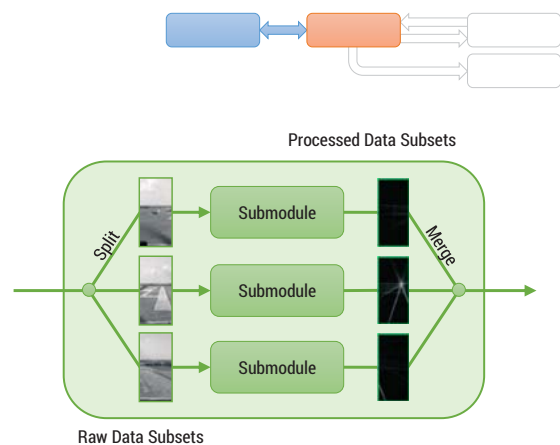 Processed Data Subsets
Split
Submodule
Merge
Submodule
Submodule
Raw Data Subsets